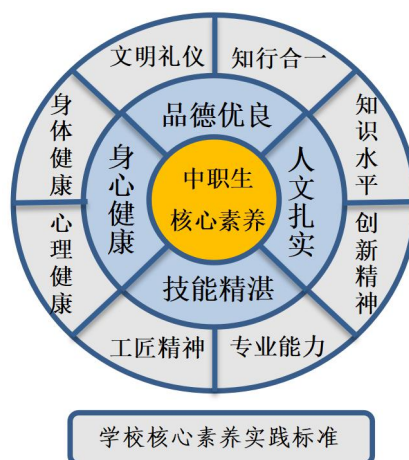 文明礼仪
知行合一
品德优良
身体健康
身心健康
中职生
核心素养
人文扎实
知识水平
心理健康
创新精神
技能精湛
工匠精神
专业能力
学校核心素养实践标准